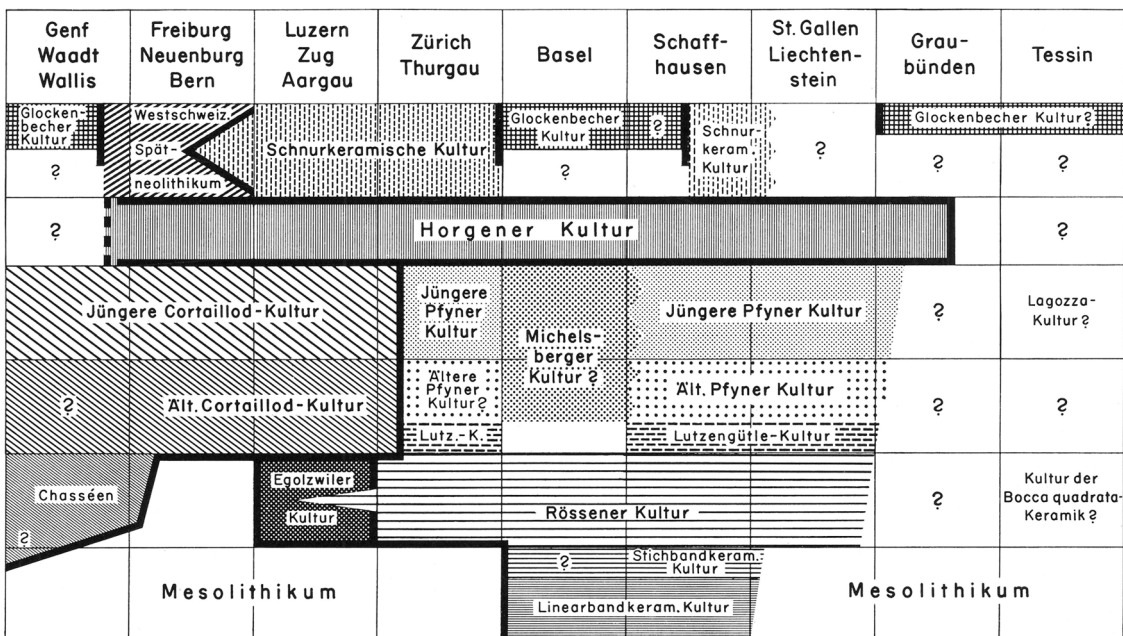 Genf
Waadt
Wallis
Freiburg
Neuenburg
Bern
Luzern
Zug
Aargau
Zürich
Thurgau
Basel
Schaff-
hausen
St. Gallen
Liechten-
stein
Grau-
bünden
Tessin
Glocken-
becher
Kultur
?
Westschweiz.
Spät-
neolithikum
Schnurkeramische Kultur
Glockenbecher
Kultur
?
?
?
Schnur-
keram.
Kultur
?
Glockenbecher Kultur?
?
?
?
Horgener Kultur
?
Jüngere Cortaillod-Kultur
Jüngere
Pfyner
Kultur
Michels-
berger
Kultur?
Jüngere Pfyner Kultur
?
Lagozza-
Kultur?
?
Ält. Cortaillod-Kultur
Ältere
Pfyner
Kultur?
Ält. Pfyner Kultur
?
?
Lutz.-K.
Lutzengütle-Kultur
Chasséen
?
Egolzwiler
Kultur
Rössener Kultur
?
Kultur der
Bocca quadrata-
Keramik?
Mesolithikum
?
Stichbandkeram.
Kultur
Linearbandkeram. Kultur
Mesolithikum